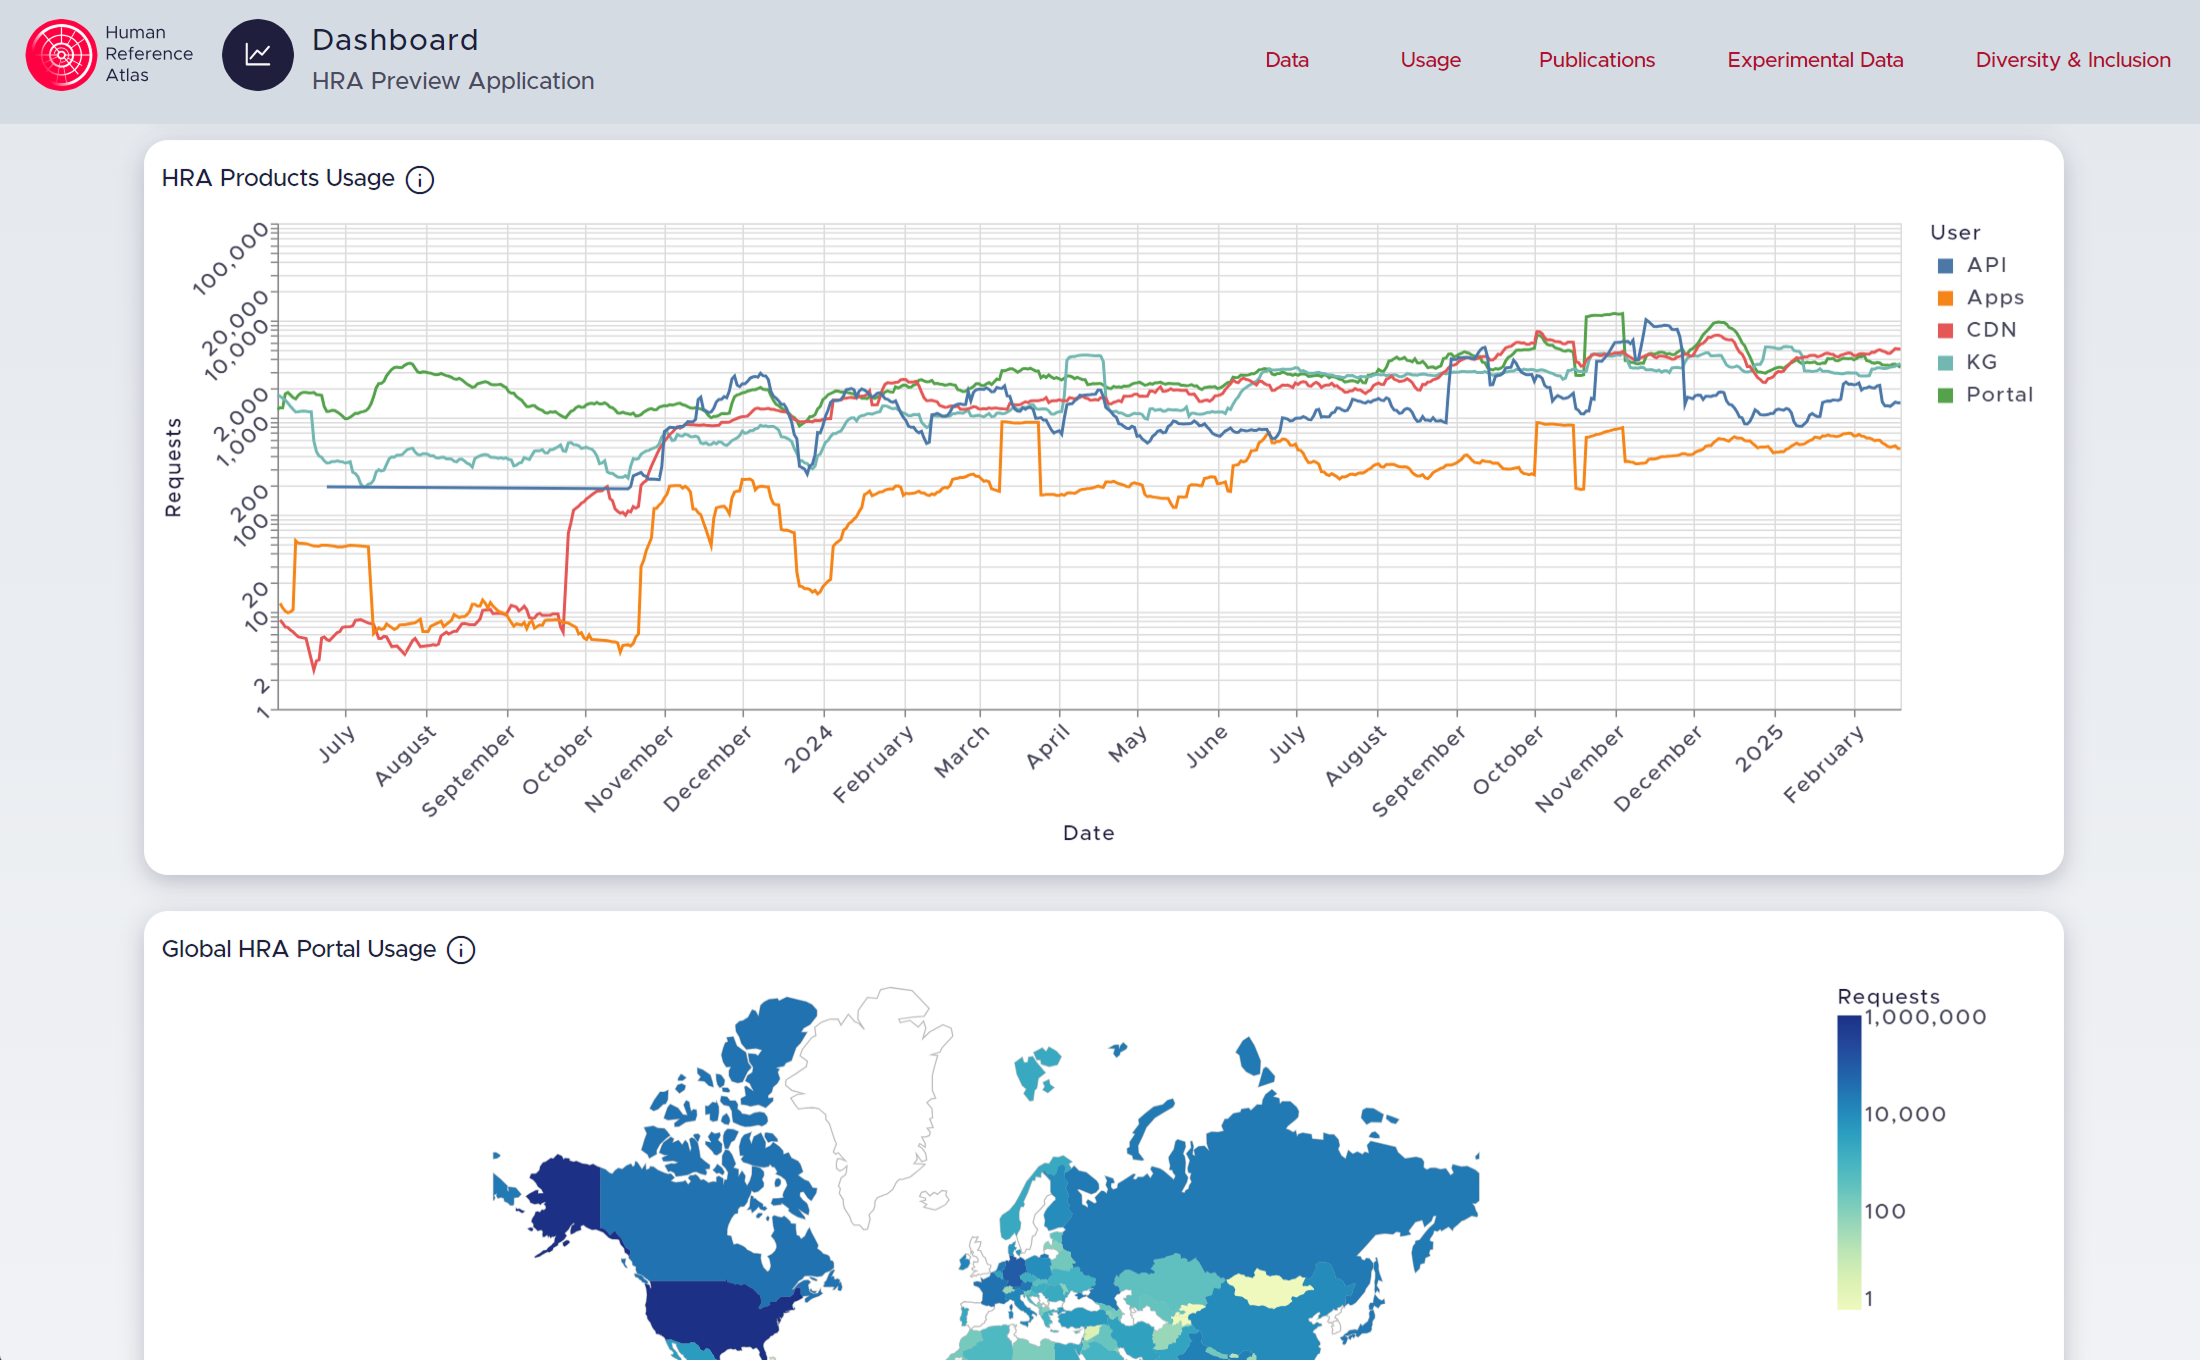 Human
Reference
Atlas
Dashboard
HRA Preview Application
Data
Usage
Publications
Experimental Data
Diversity & Inclusion
HRA Products Usage
Requests
100,000
20,000
10,000
2,000
1,000
200
100
20
10
2
1
July
August
September
October
November
December
2024
February
March
April
May
June
July
August
September
October
November
December
2025
February
Date
User
API
Apps
CDN
KG
Portal
Global HRA Portal Usage
Requests
1,000,000
10,000
100
1